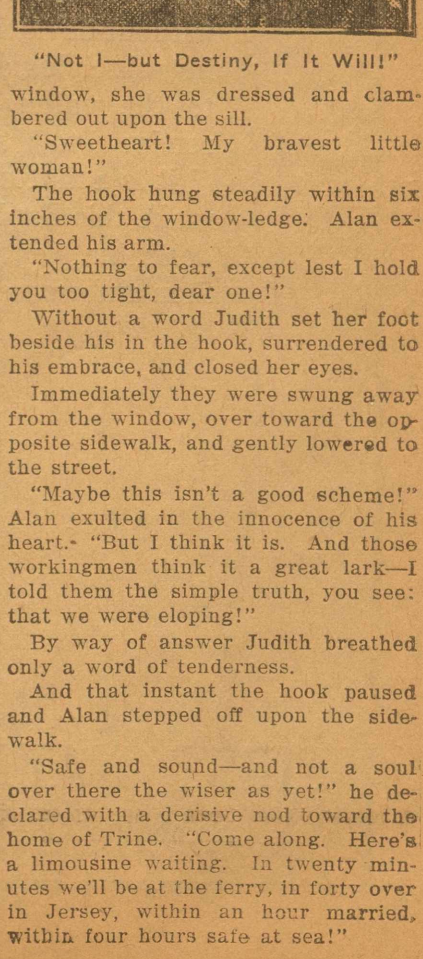 "Not I—but Destiny, If It Will!"
window, she was dressed and clam-
bered out upon the sill.
"Sweetheart! My bravest little
woman!"
The hook hung steadily within six
inches of the window-ledge. Alan ex-
tended his arm.
"Nothing to fear, except lest I hold
you too tight, dear one!"
Without a word Judith set her foot
beside his in the hook, surrendered to
his embrace, and closed her eyes.
Immediately they were swung away
from the window, over toward the op-
posite sidewalk, and gently lowered to
the street.
"Maybe this isn't a good scheme!"
Alan exulted in the innocence of his
heart. "But I think it is. And those
workingmen think it a great lark—I
told them the simple truth, you see:
that we were eloping!"
By way of answer Judith breathed
only a word of tenderness.
And that instant the hook paused
and Alan stepped off upon the side-
walk.
"Safe and sound—and not a soul
over there the wiser as yet!" he de-
clared with a derisive nod toward the
home of Trine. "Come along. Here's
a limousine waiting. In twenty min-
utes we'll be at the ferry, in forty over
in Jersey, within an hour married,
within four hours safe at sea!"